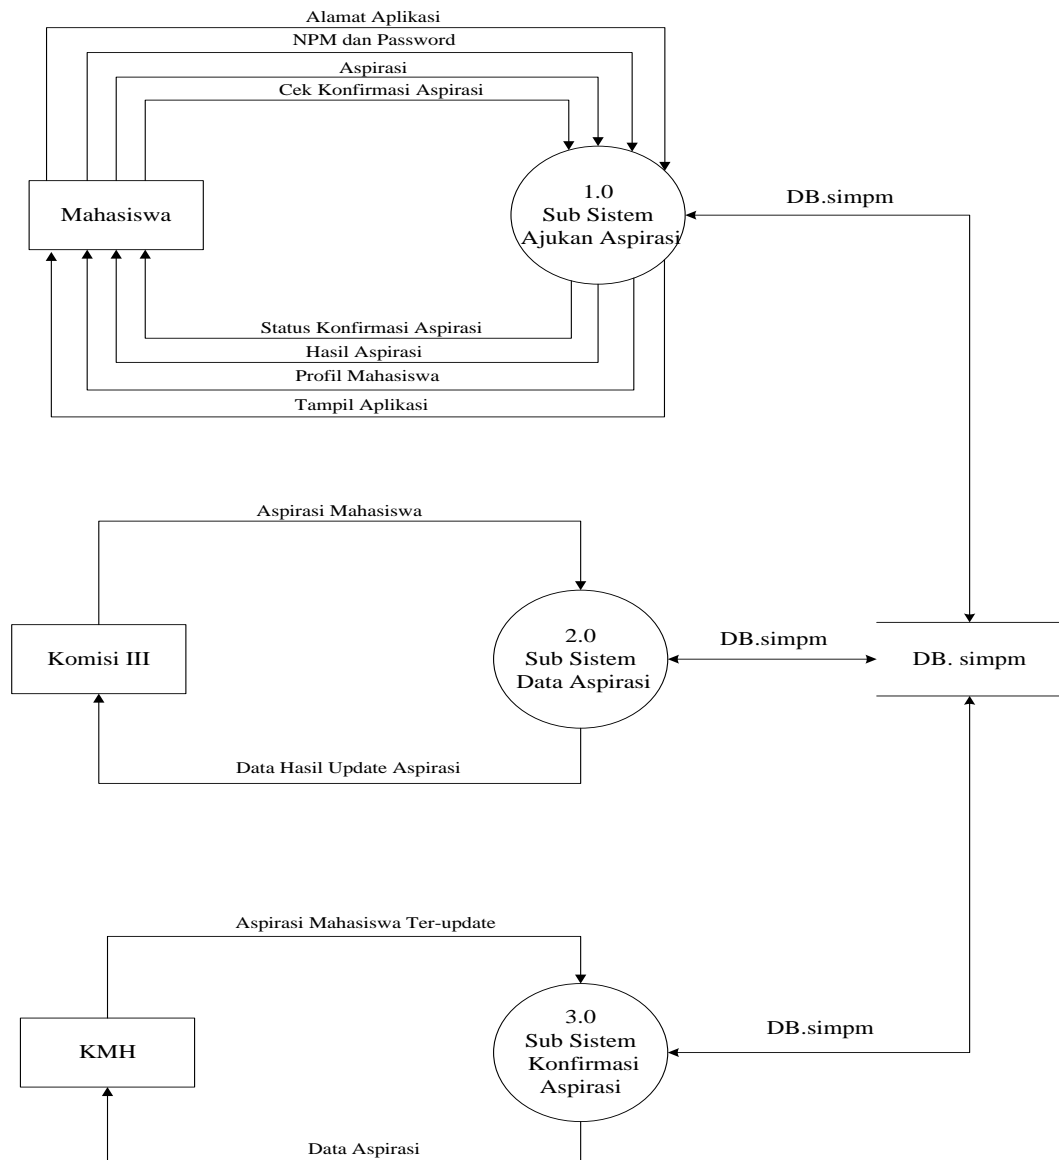 Alamat Aplikasi
NPM dan Password
Aspirasi
Cek Konfirmasi Aspirasi
Mahasiswa
1.0
Sub Sistem
Ajukan Aspirasi
DB.simpm
Status Konfirmasi Aspirasi
Hasil Aspirasi
Profil Mahasiswa
Tampil Aplikasi
Aspirasi Mahasiswa
Komisi III
2.0
Sub Sistem
Data Aspirasi
DB.simpm
DB. simpm
Data Hasil Update Aspirasi
Aspirasi Mahasiswa Ter-update
KMH
3.0
Sub Sistem
Konfirmasi
Aspirasi
DB.simpm
Data Aspirasi